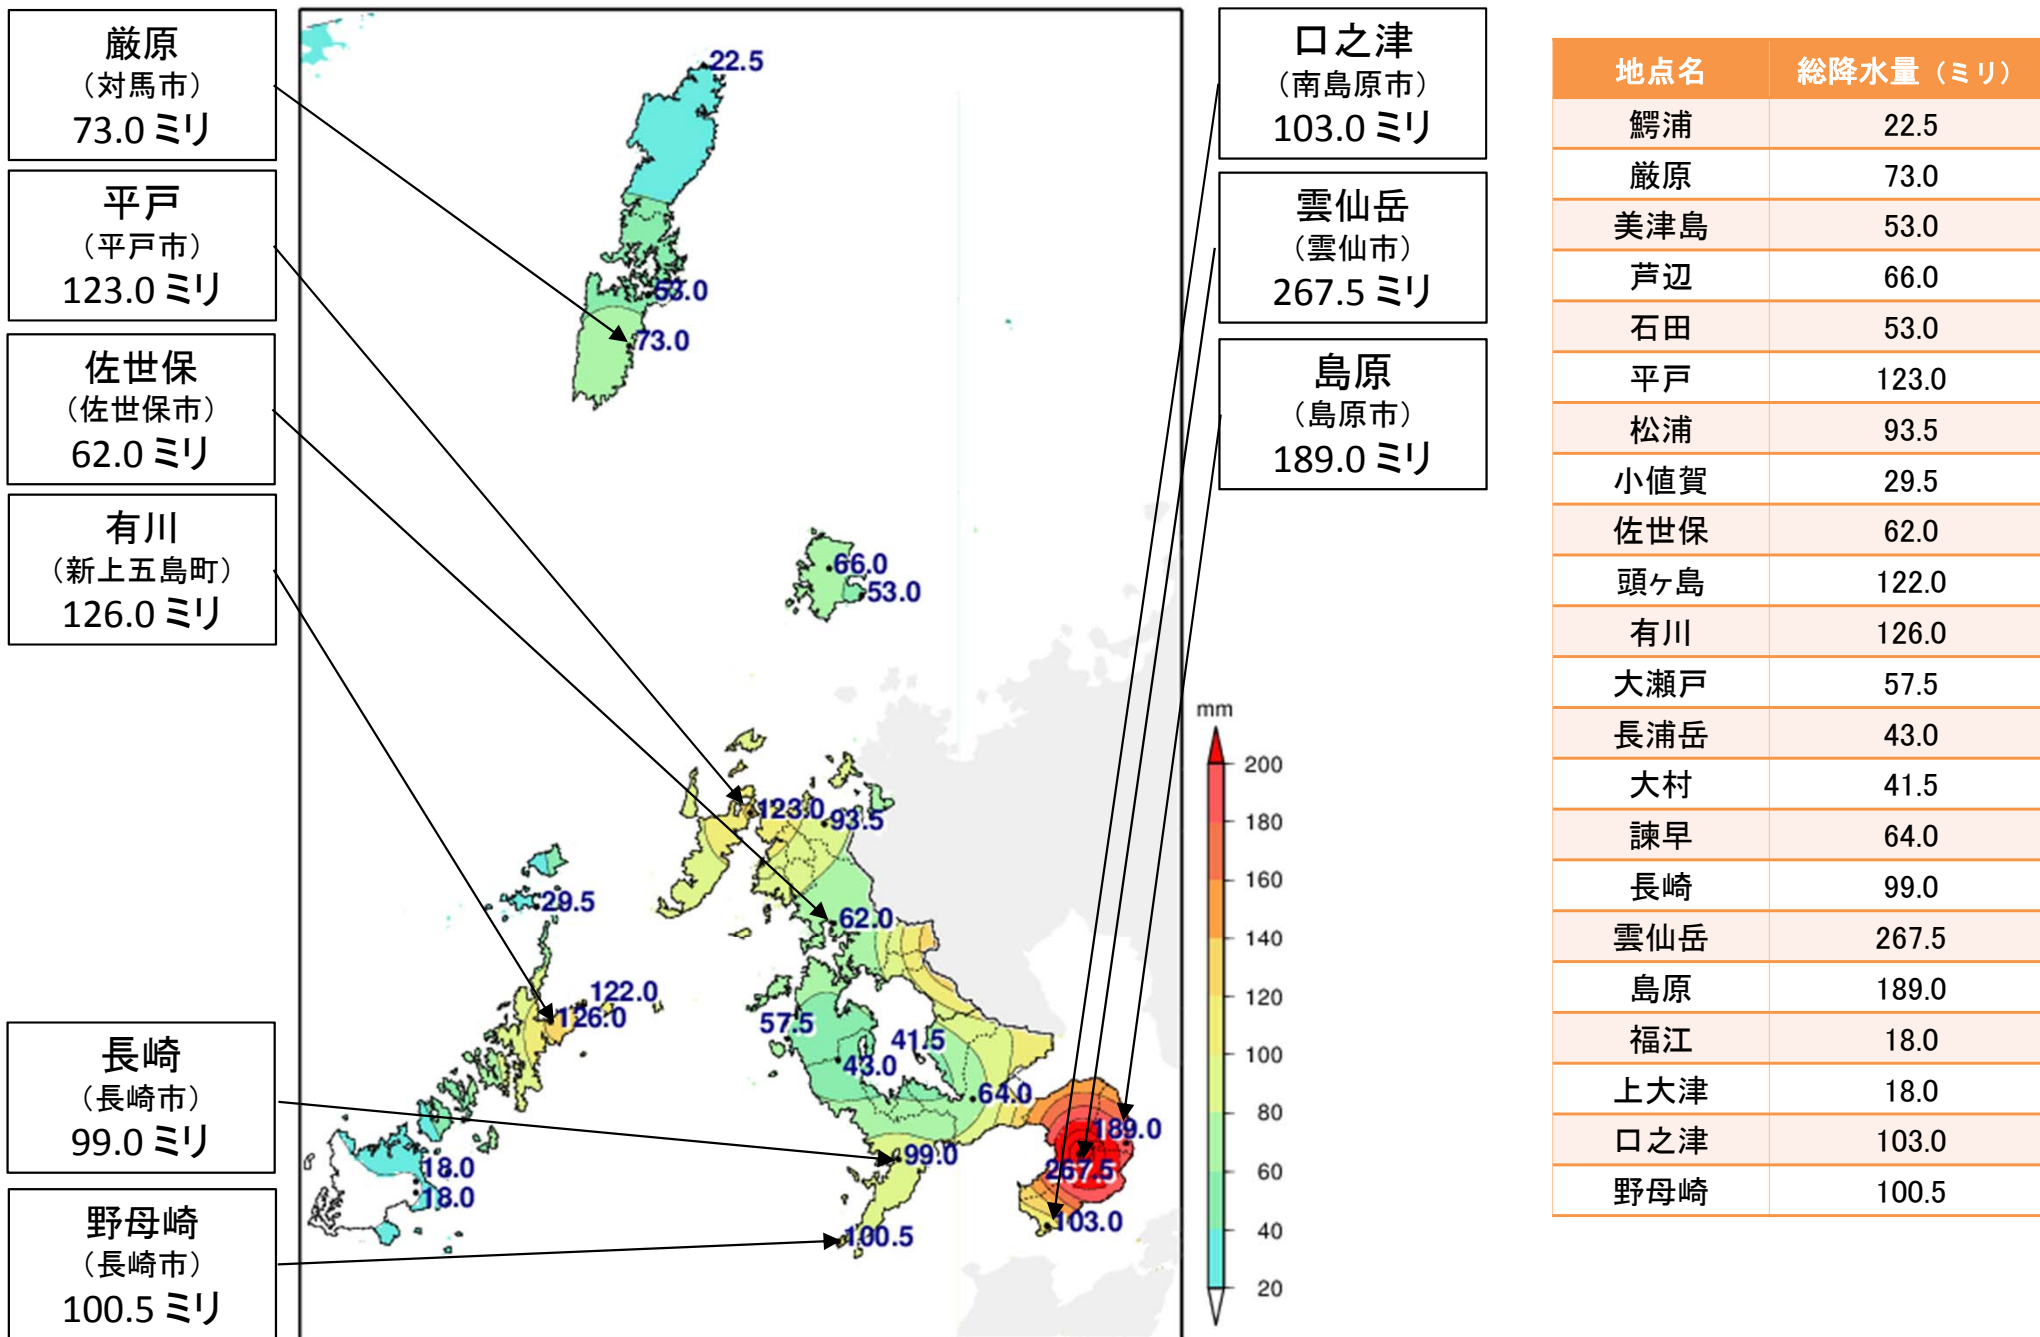 厳原
（対馬市）
73.0 ミリ
平戸
（平戸市）
123.0 ミリ
佐世保
（佐世保市）
62.0 ミリ
有川
（新上五島町）
126.0 ミリ
長崎
（長崎市）
99.0 ミリ
野母崎
（長崎市）
100.5 ミリ
22.5
53.0
73.0
66.0
53.0
123.0
93.5
29.5
62.0
122.0
126.0
57.5
41.5
43.0
64.0
189.0
99.0
267.5
18.0
18.0
103.0
100.5
口之津
（南島原市）
103.0 ミリ
雲仙岳
（雲仙市）
267.5 ミリ
島原
（島原市）
189.0 ミリ
mm
200
180
160
140
120
100
80
60
40
20
地点名 総降水量（ミリ）
鰐浦 22.5
厳原 73.0
美津島 53.0
芦辺 66.0
石田 53.0
平戸 123.0
松浦 93.5
小値賀 29.5
佐世保 62.0
頭ヶ島 122.0
有川 126.0
大瀬戸 57.5
長浦岳 43.0
大村 41.5
諫早 64.0
長崎 99.0
雲仙岳 267.5
島原 189.0
福江 18.0
上大津 18.0
口之津 103.0
野母崎 100.5